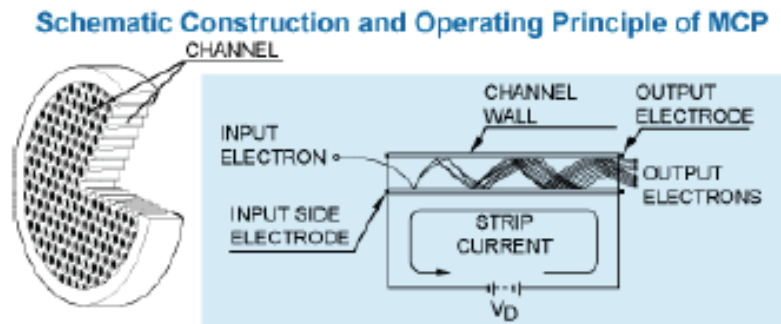 Schematic Construction and Operating Principle of MCP
CHANNEL
CHANNEL
WALL
OUTPUT
ELECTRODE
INPUT
ELECTRON
OUTPUT
ELECTRONS
INPUT SIDE
ELECTRODE
STRIP
CURRENT
VD